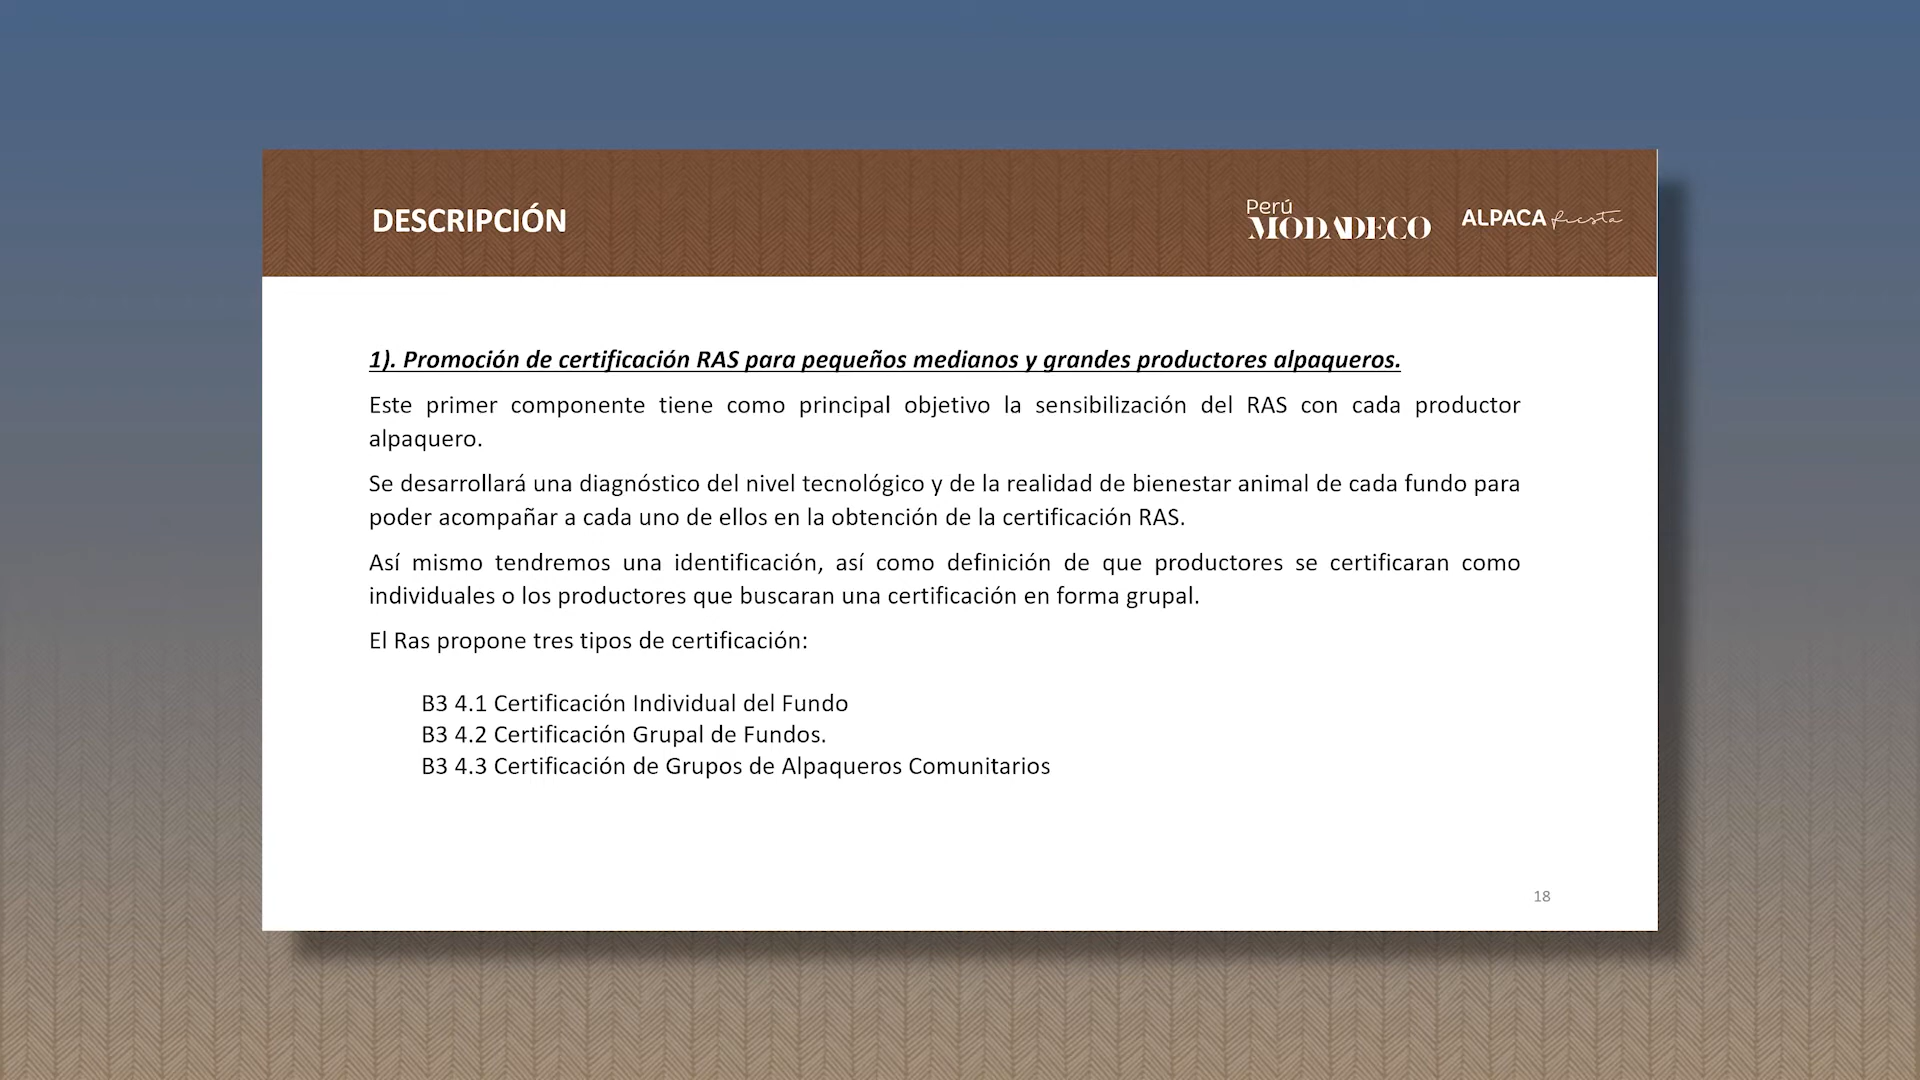 DESCRIPCIÓN
Perú
MODADECO
ALPACA fiesta
1). Promoción de certificación RAS para pequeños medianos y grandes productores alpaqueros.
Este primer componente tiene como principal objetivo la sensibilización del RAS con cada productor
alpaquero.
Se desarrollará una diagnóstico del nivel tecnológico y de la realidad de bienestar animal de cada fundo para
poder acompañar a cada uno de ellos en la obtención de la certificación RAS.
Así mismo tendremos una identificación, así como definición de que productores se certificaran como
individuales o los productores que buscaran una certificación en forma grupal.
El Ras propone tres tipos de certificación:
B3 4.1 Certificación Individual del Fundo
B3 4.2 Certificación Grupal de Fundos.
B3 4.3 Certificación de Grupos de Alpaqueros Comunitarios
18